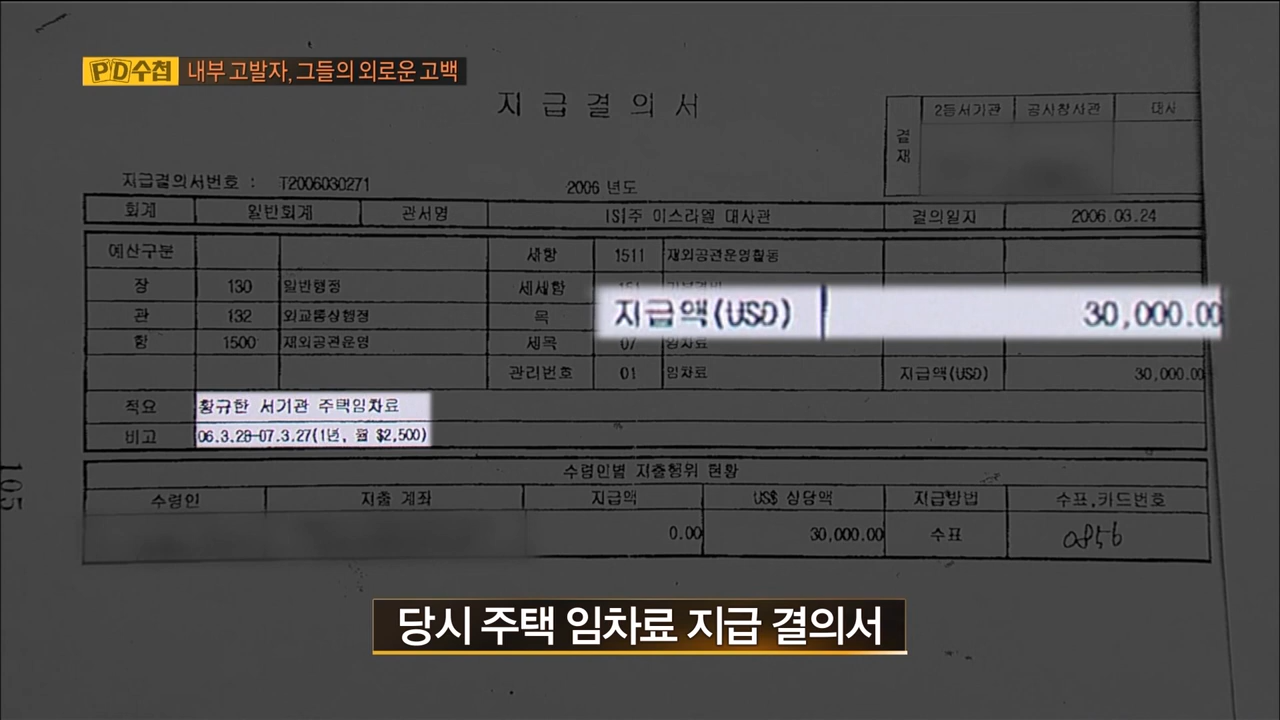 PD수첩 내부 고발자, 그들의 외로운 고백
지급결의서
결재 2등서기관 공사참사관 대사
지급결의서번호 : T2006030271 2006 년도
회계 일반회계 관서명 ISI주 이스라엘 대사관 결의일자 2006.03.24
예산구분 세항 1511 재외공관운영활동
장 130 일반행정 세세항 151
지급액(USD) 30,000.00
관 132 외교통상행정 목
항 1500 재외공관운영 세목 07 임차료
관리번호 01 임차료 지급액(USD) 30,000.00
적요 황규한 서기관 주택임차료
비고 06.3.28-07.3.27(1년, 월 $2,500)
수령인별 지출행위 현황
수령인 지출 계좌 지급액 US$ 상당액 지급방법 수표,카드번호
0.00 30,000.00 수표 0856
105
당시 주택 임차료 지급 결의서